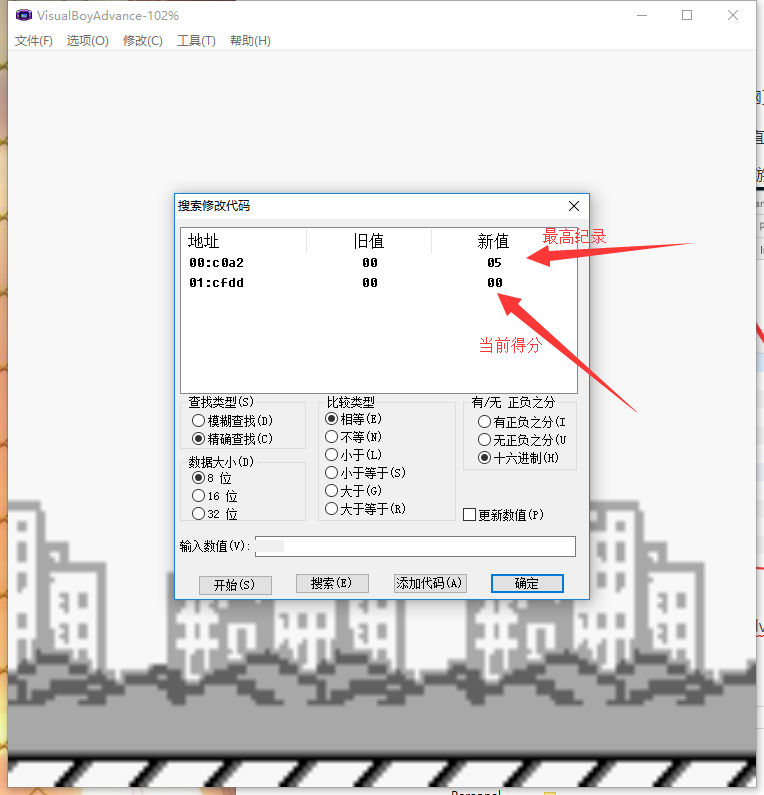 VisualBoyAdvance-102%
文件(F) 选项(O) 修改(C) 工具(T) 帮助(H)
搜索修改代码
地址 旧值 新值
最高纪录
00:c0a2 00 05
01:cfdd 00 00
当前得分
查找类型(S) 比较类型 有/无 正负之分
模糊查找(D) 相等(E) 有正负之分(I
精确查找(C) 不等(N) 无正负之分(U
数据大小(D) 小于(L) 十六进制(H)
8 位 小于等于(S)
16 位 大于(G)
32 位 大于等于(R) 更新数值(P)
输入数值(V):
开始(S) 搜索(E) 添加代码(A) 确定